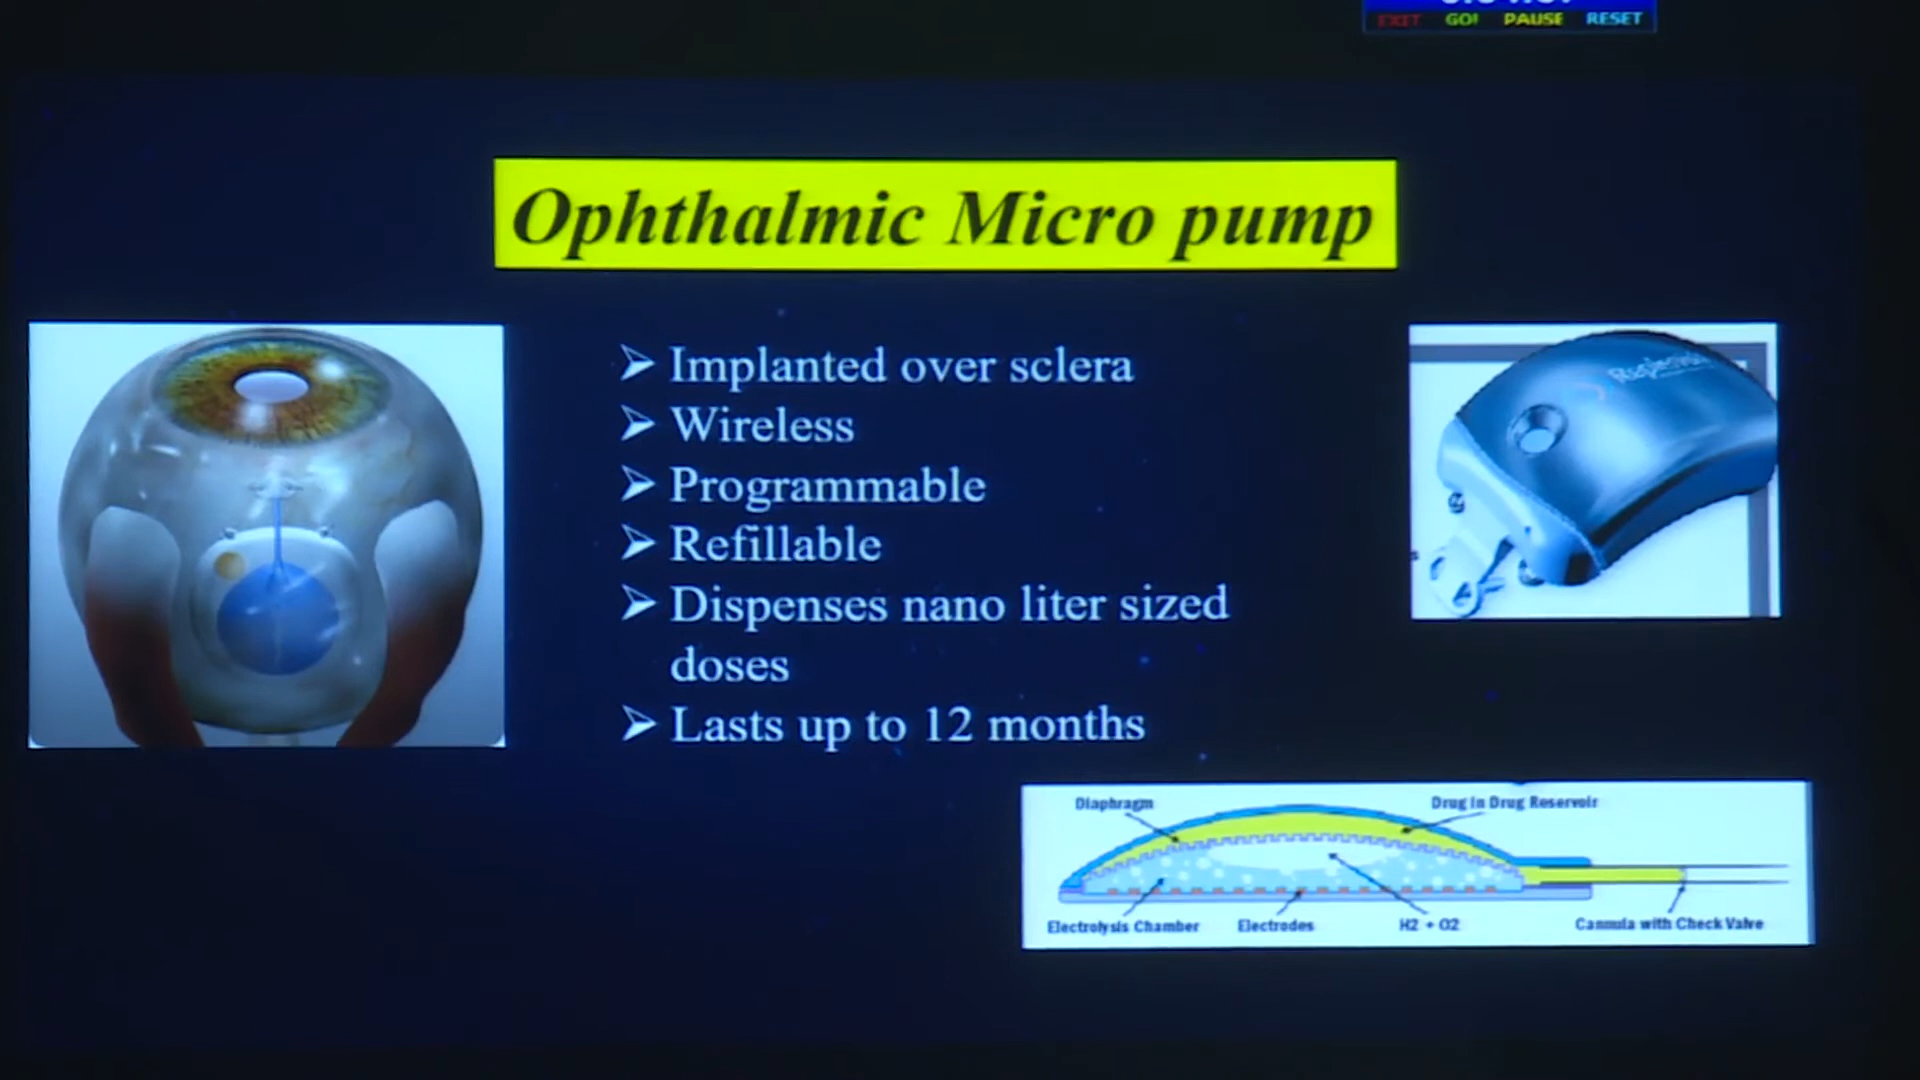 EXIT GO! PAUSE RESET
Ophthalmic Micro pump
➢ Implanted over sclera
➢ Wireless
➢ Programmable
➢ Refillable
➢ Dispenses nano liter sized
doses
➢ Lasts up to 12 months
Diaphragm
Drug in Drug Reservoir
Electrolysis Chamber
Electrodes
H2 + O2
Cannula with Check Valve